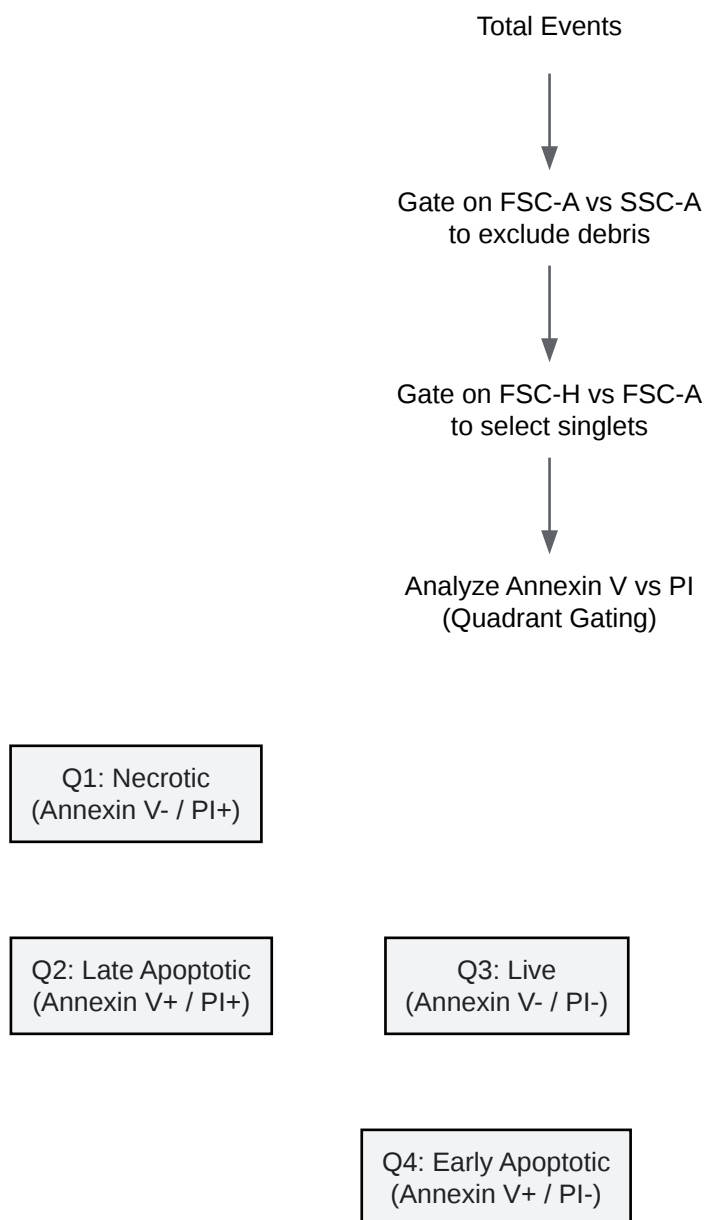 Total Events
Gate on FSC-A vs SSC-A
to exclude debris
Gate on FSC-H vs FSC-A
to select singlets
Analyze Annexin V vs PI
(Quadrant Gating)
Q1: Necrotic
(Annexin V- / PI+)
Q2: Late Apoptotic
(Annexin V+ / PI+)
Q3: Live
(Annexin V- / PI-)
Q4: Early Apoptotic
(Annexin V+ / PI-)